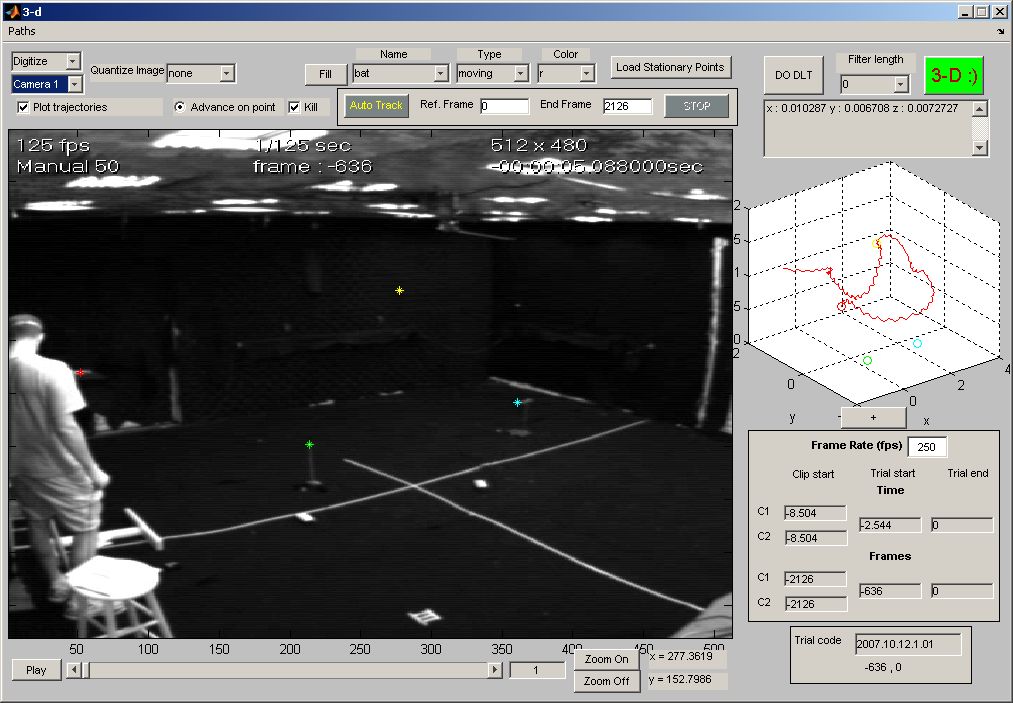 3-d
Paths
Digitize
Camera 1
Quantize Image
none
Fill
Name
bat
Type
moving
Color
r
Load Stationary Points
DO DLT
Filter length
0
3-D :)
Plot trajectories
Advance on point
Kill
Auto Track
Ref. Frame
0
End Frame
2126
STOP
x : 0.010287 y : 0.006708 z : 0.0072727
125 fps
1/125 sec
512 x 480
Manual 50
frame : -636
-00:00:05.088000sec
2
5
1
5
0
2
0
y
0
2
4
x
+
Frame Rate (fps)
250
Clip start
Trial start
Trial end
Time
C1
-8.504
-2.544
0
C2
-8.504
Frames
C1
-2126
-636
0
C2
-2126
Trial code
2007.10.12.1.01
-636 , 0
50
100
150
200
250
300
350
400
450
500
Play
1
Zoom On
Zoom Off
x = 277.3619
y = 152.7986